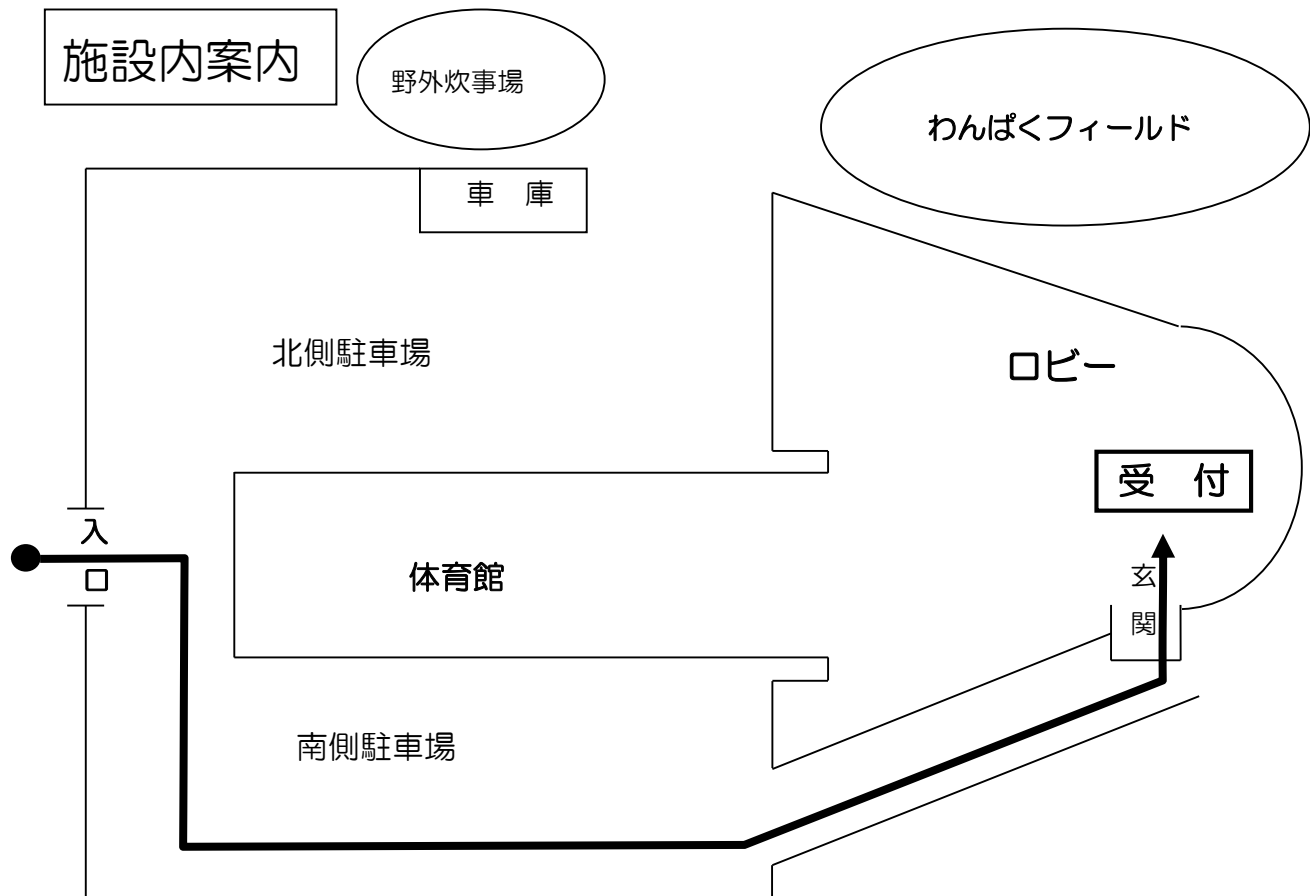 施設内案内
野外炊事場
わんぱくフィールド
車　庫
北側駐車場
ロビー
受　付
入
口
体育館
玄
関
南側駐車場